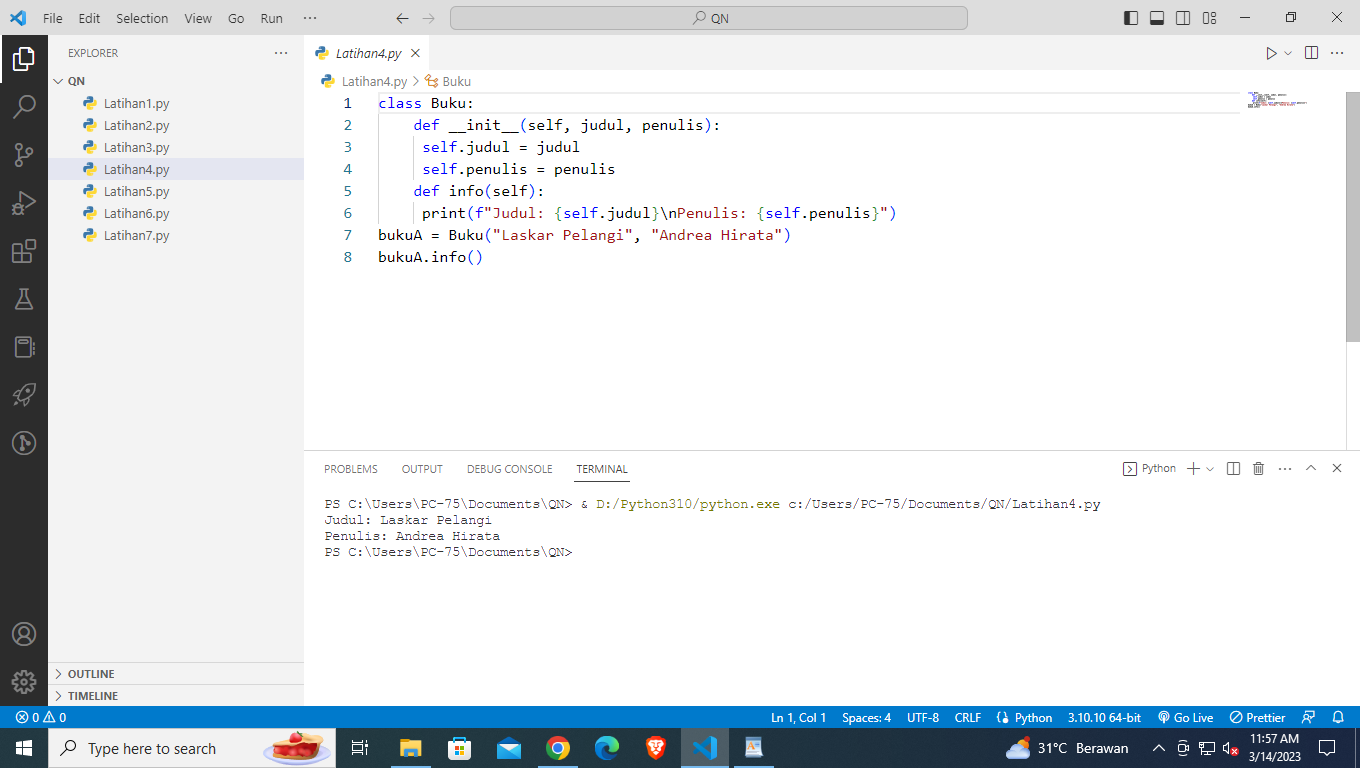 File Edit Selection View Go Run ··· QN
EXPLORER ···
QN
Latihan1.py
Latihan2.py
Latihan3.py
Latihan4.py
Latihan5.py
Latihan6.py
Latihan7.py
OUTLINE
TIMELINE
Latihan4.py
Latihan4.py > Buku
1 class Buku:
2 def __init__(self, judul, penulis):
3 self.judul = judul
4 self.penulis = penulis
5 def info(self):
6 print(f"Judul: {self.judul}\nPenulis: {self.penulis}")
7 bukuA = Buku("Laskar Pelangi", "Andrea Hirata")
8 bukuA.info()
PROBLEMS OUTPUT DEBUG CONSOLE TERMINAL Python
PS C:\Users\PC-75\Documents\QN> & D:/Python310/python.exe c:/Users/PC-75/Documents/QN/Latihan4.py
Judul: Laskar Pelangi
Penulis: Andrea Hirata
PS C:\Users\PC-75\Documents\QN>
0 0 Ln 1, Col 1 Spaces: 4 UTF-8 CRLF Python 3.10.10 64-bit Go Live Prettier
Type here to search 31°C Berawan 11:57 AM
3/14/2023